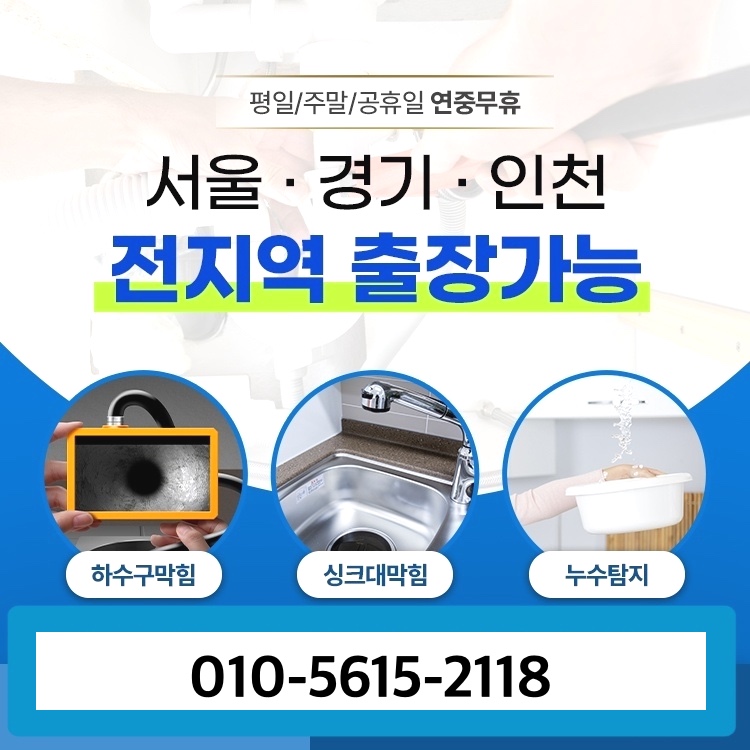 평일/주말/공휴일 연중무휴
서울 · 경기 · 인천
전지역 출장가능
하수구막힘
싱크대막힘
누수탐지
010-5615-2118